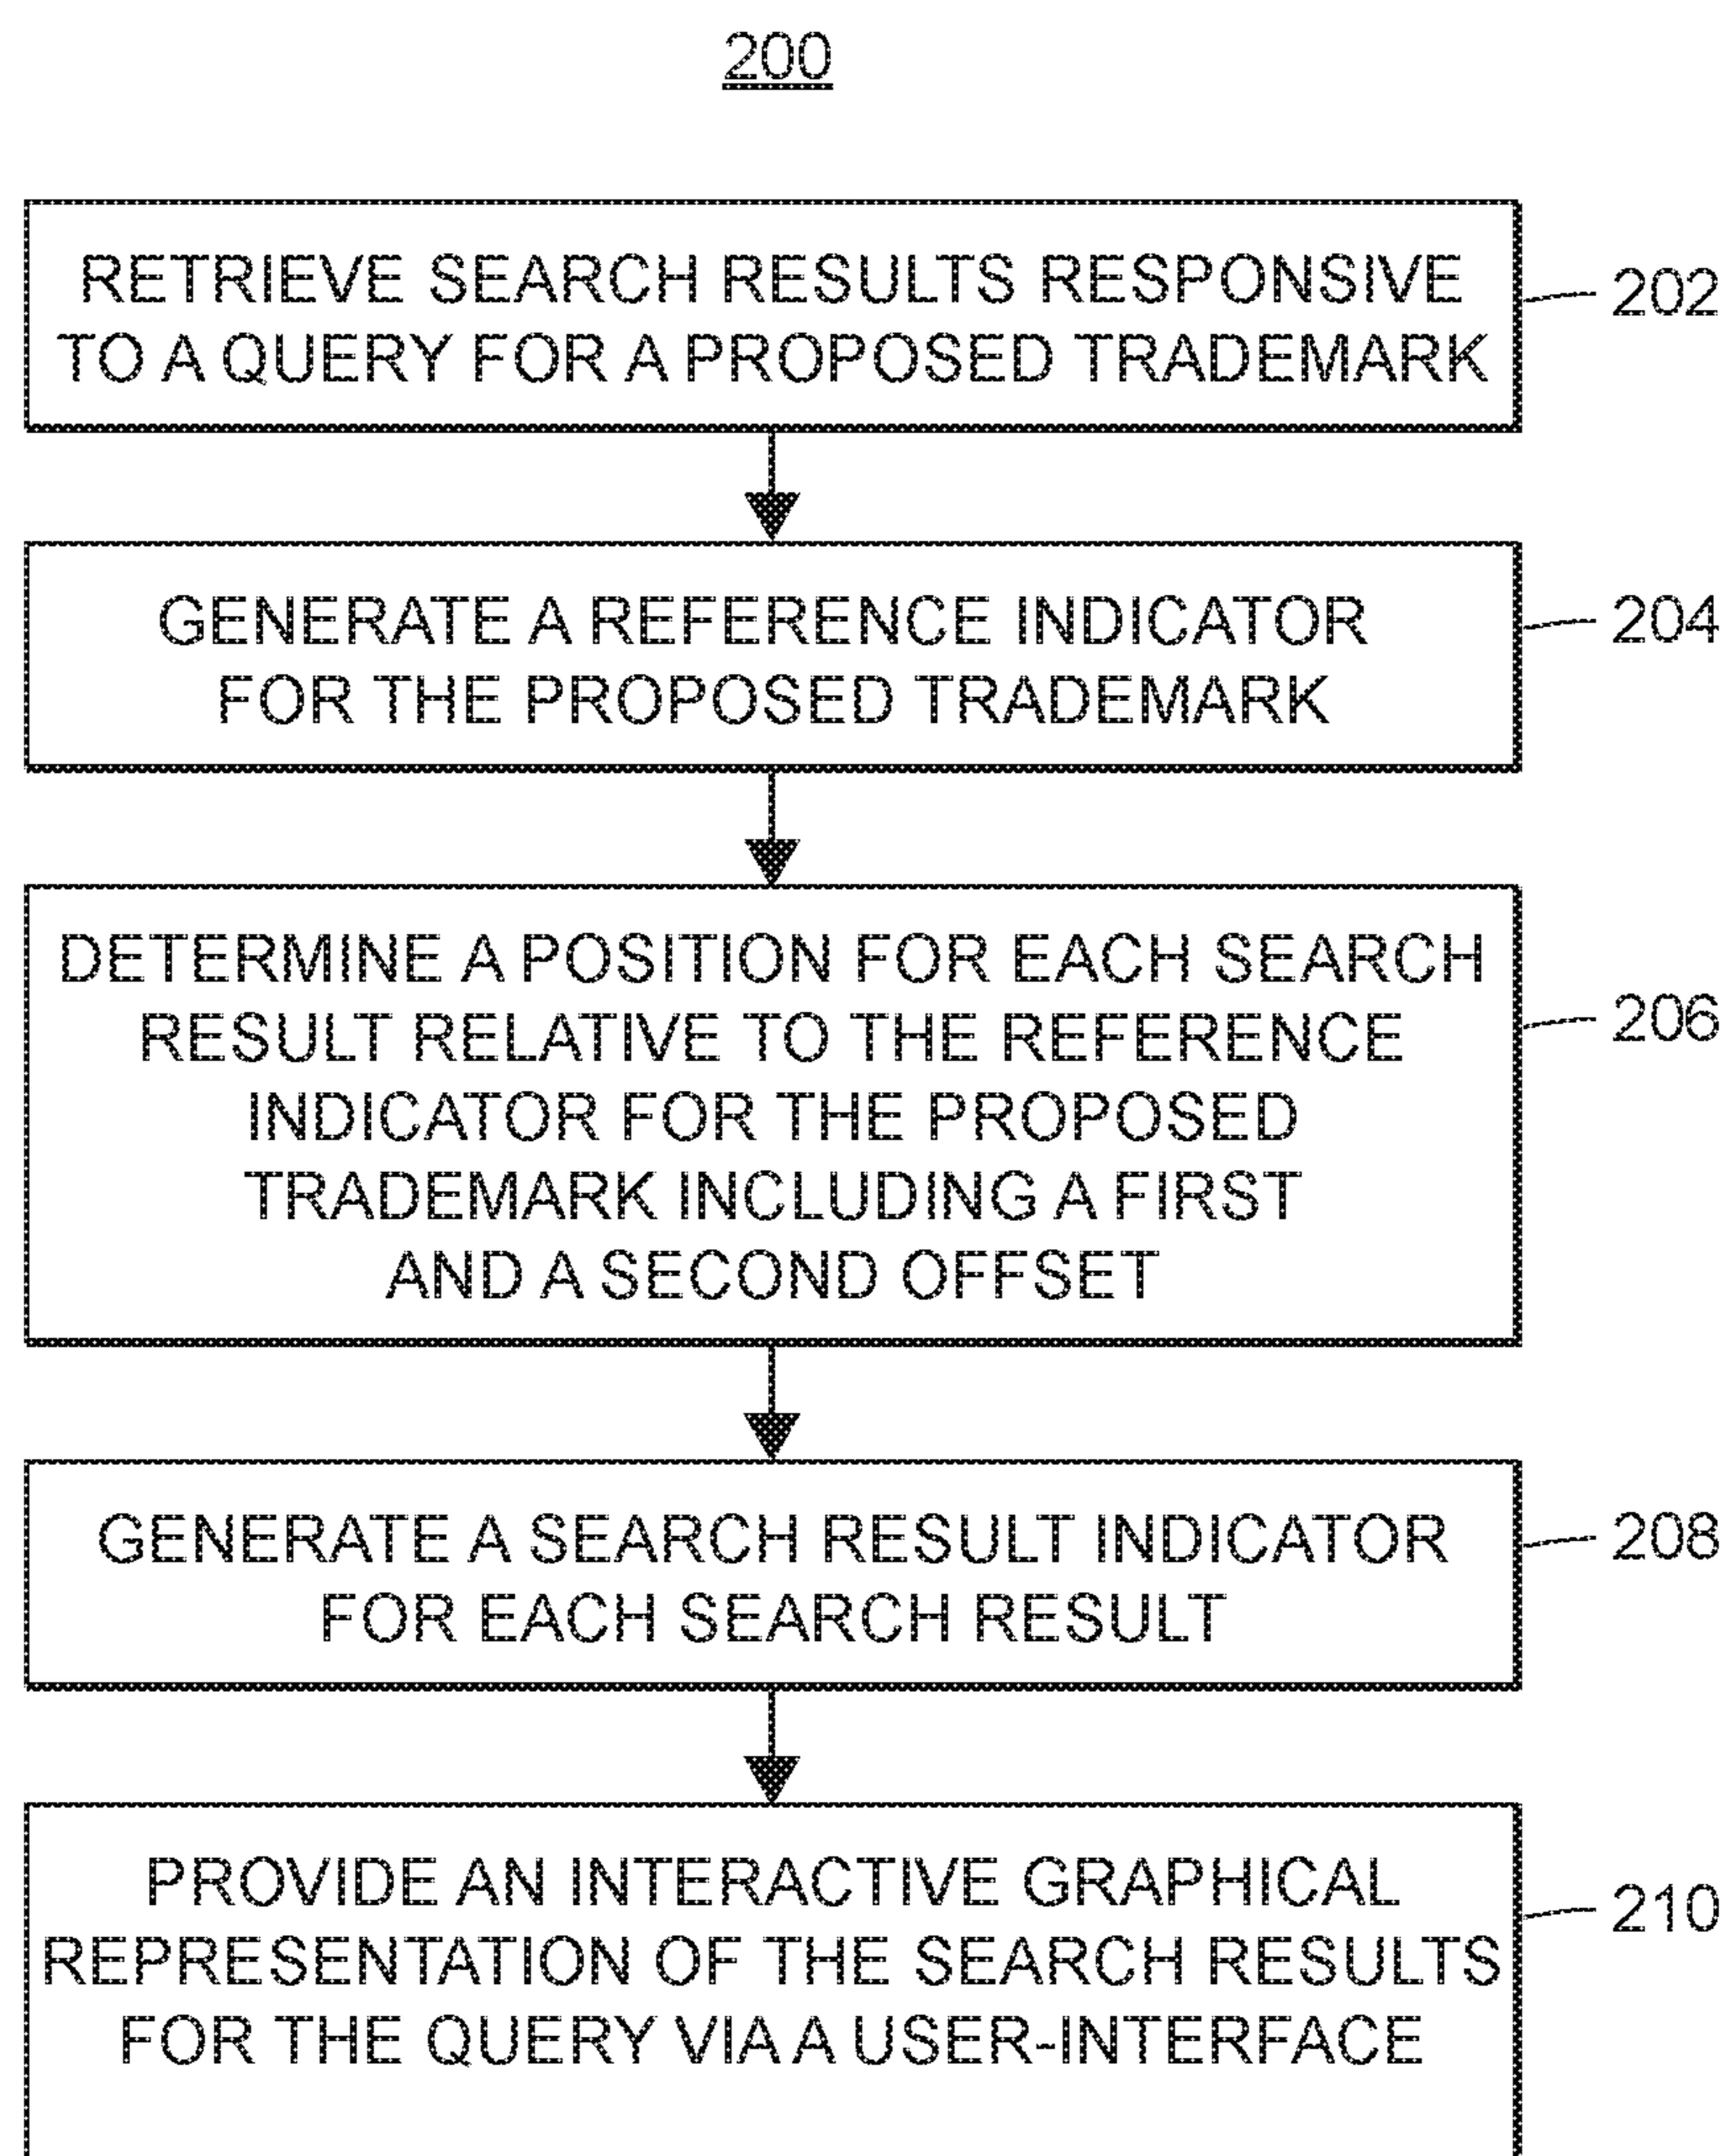 200
RETRIEVE SEARCH RESULTS RESPONSIVE
TO A QUERY FOR A PROPOSED TRADEMARK
202
GENERATE A REFERENCE INDICATOR
FOR THE PROPOSED TRADEMARK
204
DETERMINE A POSITION FOR EACH SEARCH
RESULT RELATIVE TO THE REFERENCE
INDICATOR FOR THE PROPOSED
TRADEMARK INCLUDING A FIRST
AND A SECOND OFFSET
206
GENERATE A SEARCH RESULT INDICATOR
FOR EACH SEARCH RESULT
208
PROVIDE AN INTERACTIVE GRAPHICAL
REPRESENTATION OF THE SEARCH RESULTS
FOR THE QUERY VIA A USER-INTERFACE
210